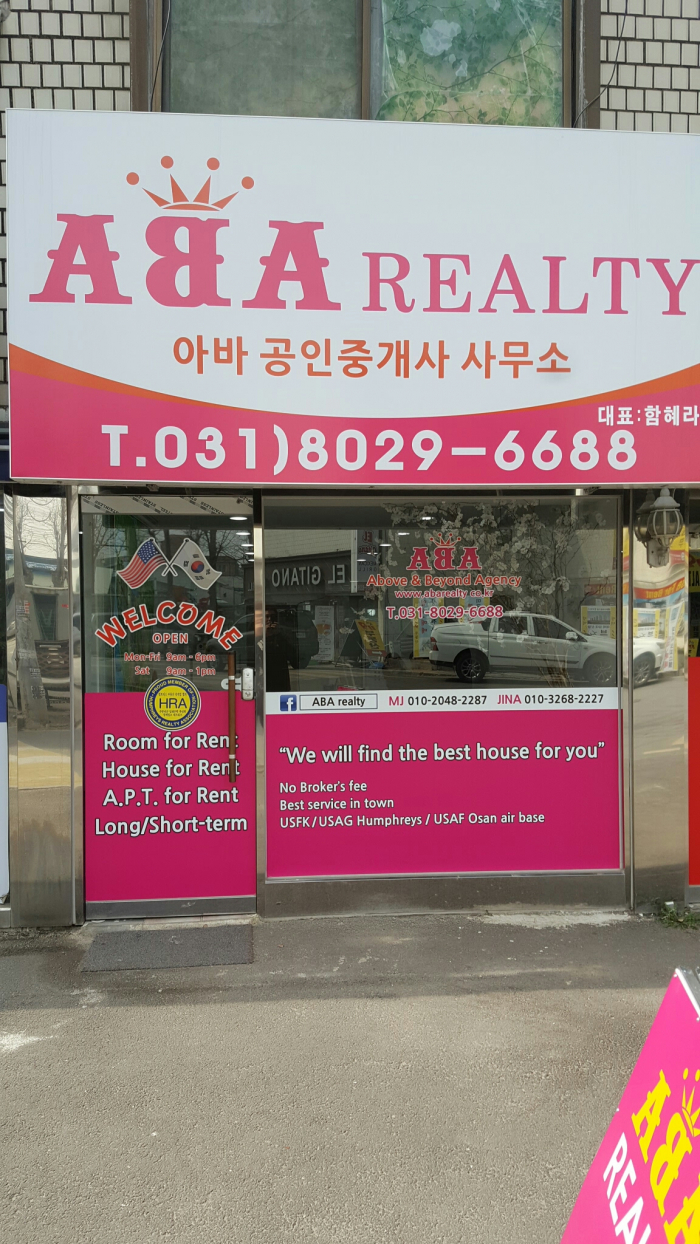 ABA REALTY
아바 공인중개사 사무소
대표:함혜라
T.031)8029-6688
WELCOME
OPEN
Mon-Fri 9am - 6pm
Sat 9am - 1pm
HRA
Room for Rent
House for Rent
A.P.T. for Rent
Long/Short-term
EL GITANO
ABA
Above & Beyond Agency
www.abarealty.co.kr
T.031-8029-6688
f ABA realty MJ 010-2048-2287 JINA 010-3268-2227
“We will find the best house for you”
No Broker's fee
Best service in town
USFK/USAG Humphreys / USAF Osan air base
ABA
REAL